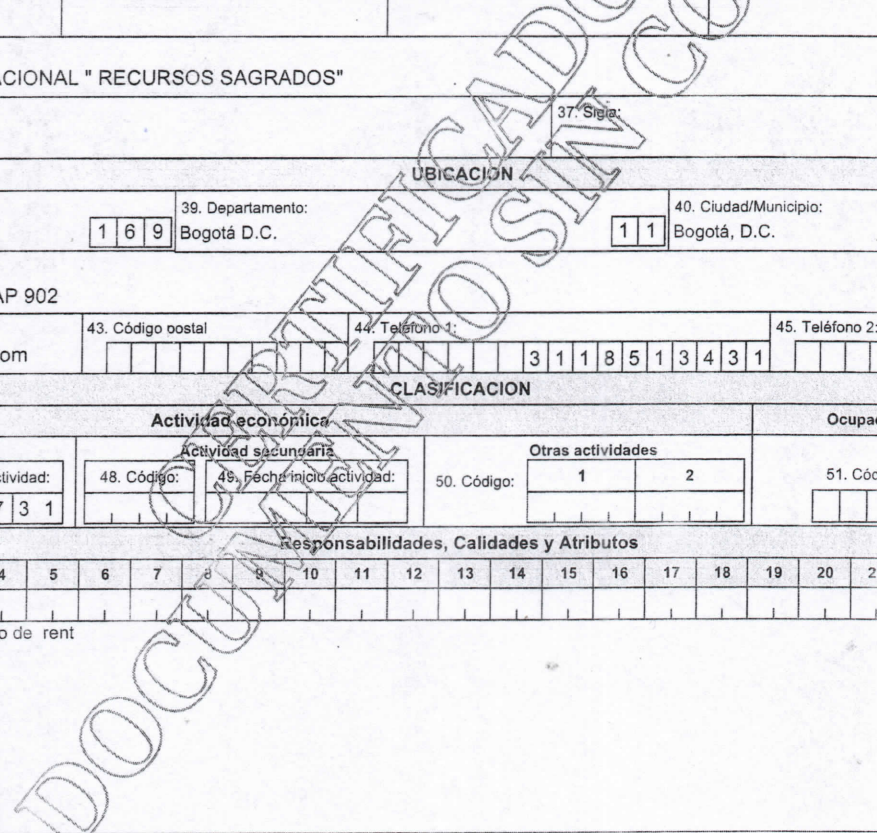 ACIONAL " RECURSOS SAGRADOS"
37. Sigla:
UBICACION
39. Departamento:
40. Ciudad/Municipio:
1 6 9 Bogotá D.C.
1 1 Bogotá, D.C.
AP 902
43. Código postal
44. Teléfono 1:
45. Teléfono 2:
om
3 1 1 8 5 1 3 4 3 1
CLASIFICACION
Actividad económica
Ocupac
Actividad secundaria
Otras actividades
ctividad:
48. Código:
49. Fecha inicio actividad:
50. Código:
1
2
51. Cód
7 3 1
Responsabilidades, Calidades y Atributos
4 5 6 7 8 9 10 11 12 13 14 15 16 17 18 19 20 2
o de rent
CERTIFICADO
DOCUMENTO SIN CO